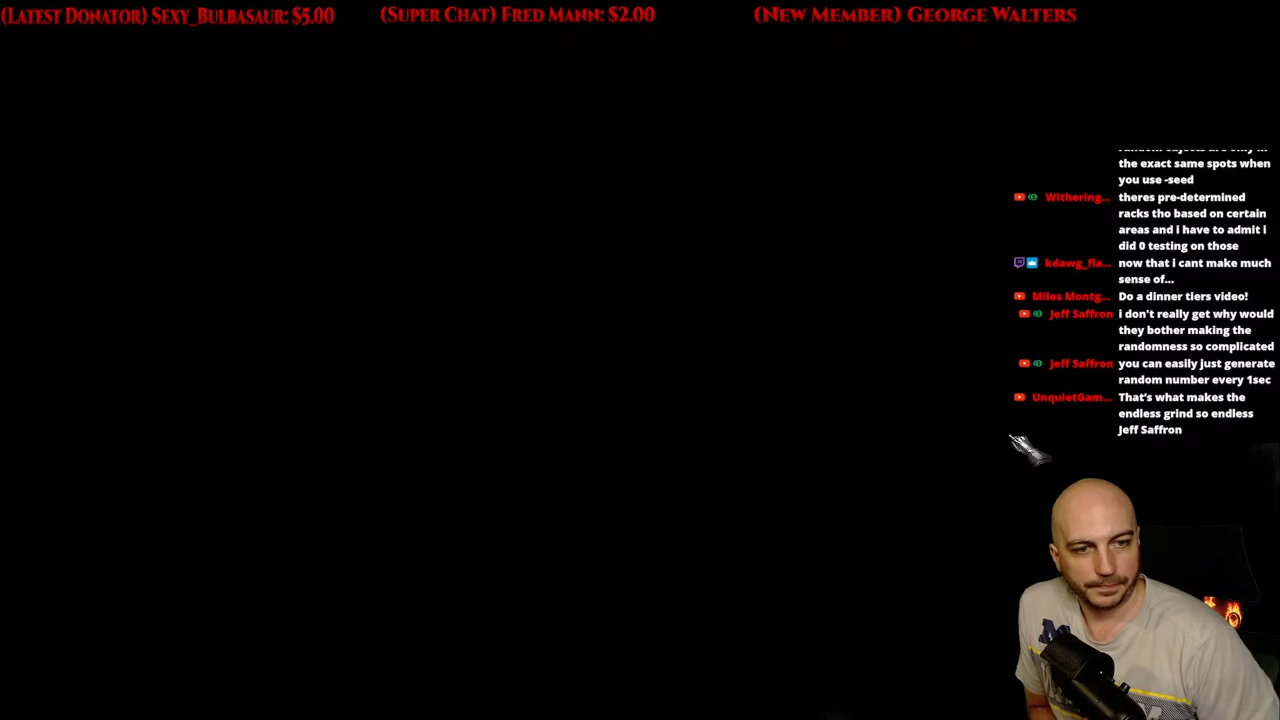 (Latest Donator) Sexy_Bulbasaur: $5.00
(Super Chat) Fred Mann: $2.00
(New Member) George Walters
the exact same spots when
you use -seed
Withering... theres pre-determined
racks tho based on certain
areas and i have to admit i
did 0 testing on those
kdawg_fla... now that i cant make much
sense of...
Miles Montg... Do a dinner tiers video!
Jeff Saffron i don't really get why would
they bother making the
randomness so complicated
Jeff Saffron you can easily just generate
random number every 1sec
UnquietGam... That's what makes the
endless grind so endless
Jeff Saffron